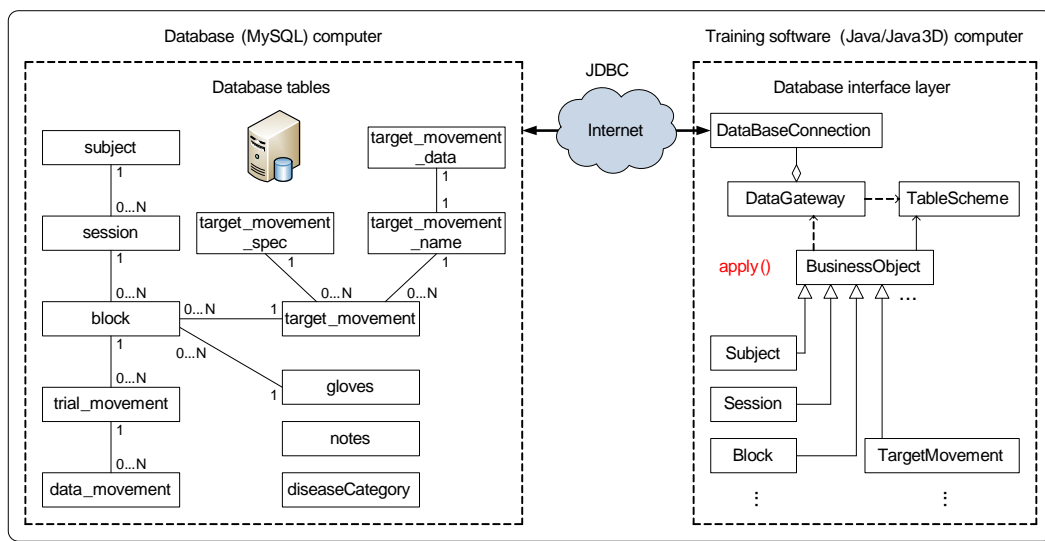 Database (MySQL) computer
Database tables
subject
1
0...N
session
1
0...N
block
1
0...N
trial_movement
1
0...N
data_movement
target_movement
_data
1
1
target_movement
_spec
1
target_movement
_name
1
0...N
0...N
0...N
1
target_movement
0...N
1
gloves
notes
diseaseCategory
JDBC
Internet
Training software (Java/Java3D) computer
Database interface layer
DataBaseConnection
DataGateway
TableScheme
apply()
BusinessObject
...
Subject
Session
Block
TargetMovement
...
...